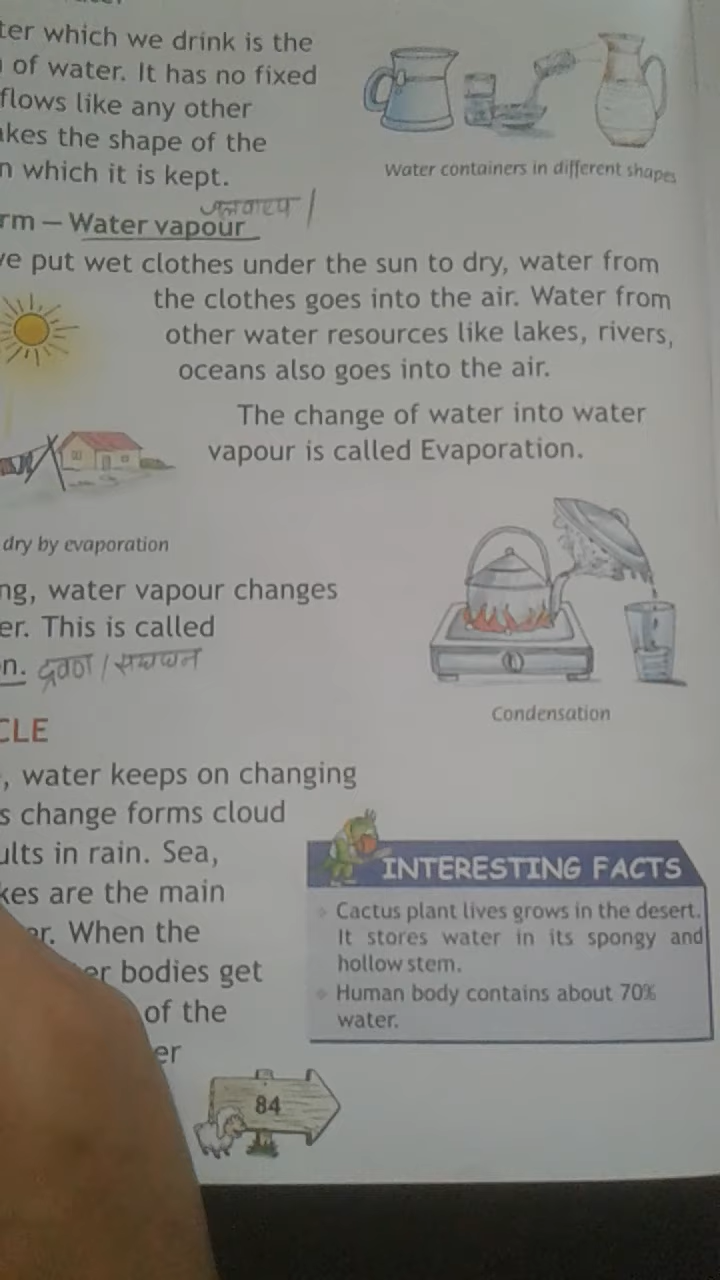 ter which we drink is the
of water. It has no fixed
flows like any other
akes the shape of the
n which it is kept.
Water containers in different shapes
जलवाष्प /
rm — Water vapour
ve put wet clothes under the sun to dry, water from
the clothes goes into the air. Water from
other water resources like lakes, rivers,
oceans also goes into the air.
The change of water into water
vapour is called Evaporation.
dry by evaporation
ng, water vapour changes
er. This is called
n.
Condensation
CLE
, water keeps on changing
s change forms cloud
ults in rain. Sea,
kes are the main
er. When the
er bodies get
of the
er
INTERESTING FACTS
Cactus plant lives grows in the desert.
It stores water in its spongy and
hollow stem.
Human body contains about 70%
water.
84